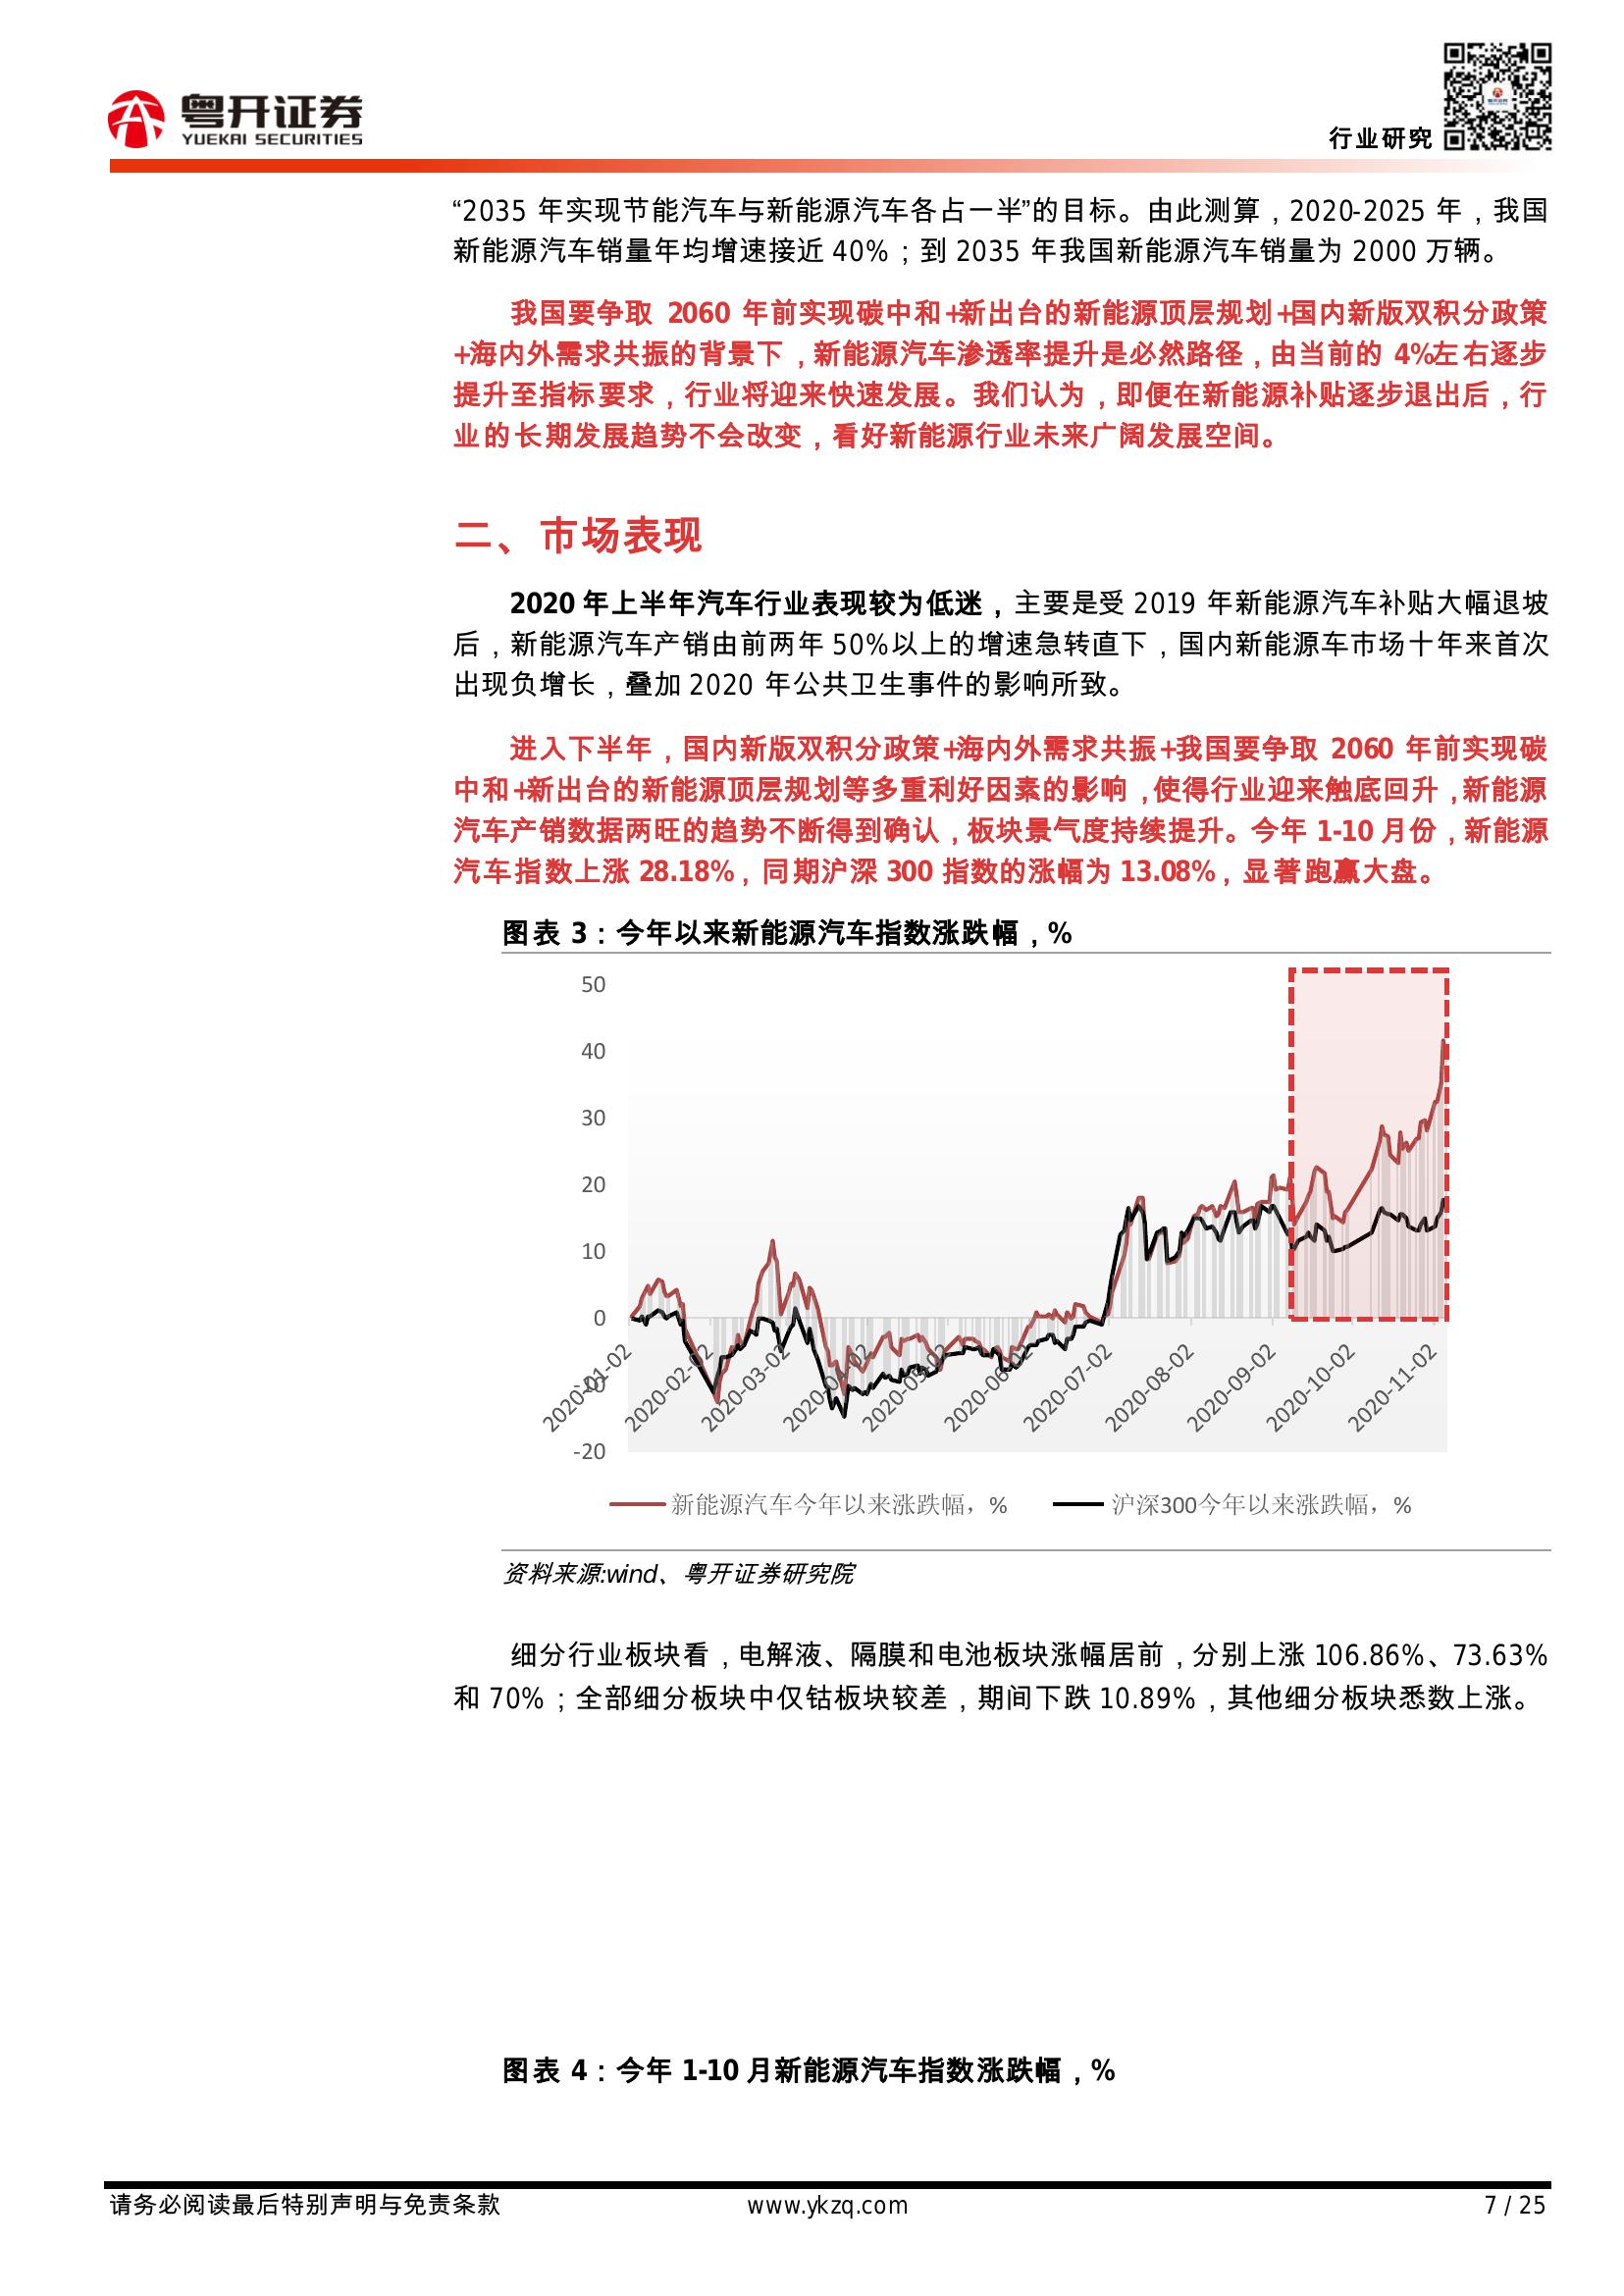 粤开证券
YUEKAI SECURITIES
行业研究
“2035 年实现节能汽车与新能源汽车各占一半”的目标。由此测算，2020-2025 年，我国
新能源汽车销量年均增速接近 40%；到 2035 年我国新能源汽车销量为 2000 万辆。
我国要争取 2060 年前实现碳中和+新出台的新能源顶层规划+国内新版双积分政策
+海内外需求共振的背景下，新能源汽车渗透率提升是必然路径，由当前的 4%左右逐步
提升至指标要求，行业将迎来快速发展。我们认为，即便在新能源补贴逐步退出后，行
业的长期发展趋势不会改变，看好新能源行业未来广阔发展空间。
二、市场表现
2020 年上半年汽车行业表现较为低迷，主要是受 2019 年新能源汽车补贴大幅退坡
后，新能源汽车产销由前两年 50%以上的增速急转直下，国内新能源车市场十年来首次
出现负增长，叠加 2020 年公共卫生事件的影响所致。
进入下半年，国内新版双积分政策+海内外需求共振+我国要争取 2060 年前实现碳
中和+新出台的新能源顶层规划等多重利好因素的影响，使得行业迎来触底回升，新能源
汽车产销数据两旺的趋势不断得到确认，板块景气度持续提升。今年 1-10 月份，新能源
汽车指数上涨 28.18%，同期沪深 300 指数的涨幅为 13.08%，显著跑赢大盘。
图表 3：今年以来新能源汽车指数涨跌幅，%
50
40
30
20
10
0
-10
-20
2020-01-02
2020-02-02
2020-03-02
2020-04-02
2020-05-02
2020-06-02
2020-07-02
2020-08-02
2020-09-02
2020-10-02
2020-11-02
新能源汽车今年以来涨跌幅，%
沪深300今年以来涨跌幅，%
资料来源:wind、粤开证券研究院
细分行业板块看，电解液、隔膜和电池板块涨幅居前，分别上涨 106.86%、73.63%
和 70%；全部细分板块中仅钴板块较差，期间下跌 10.89%，其他细分板块悉数上涨。
图表 4：今年 1-10 月新能源汽车指数涨跌幅，%
请务必阅读最后特别声明与免责条款
www.ykzq.com
7 / 25